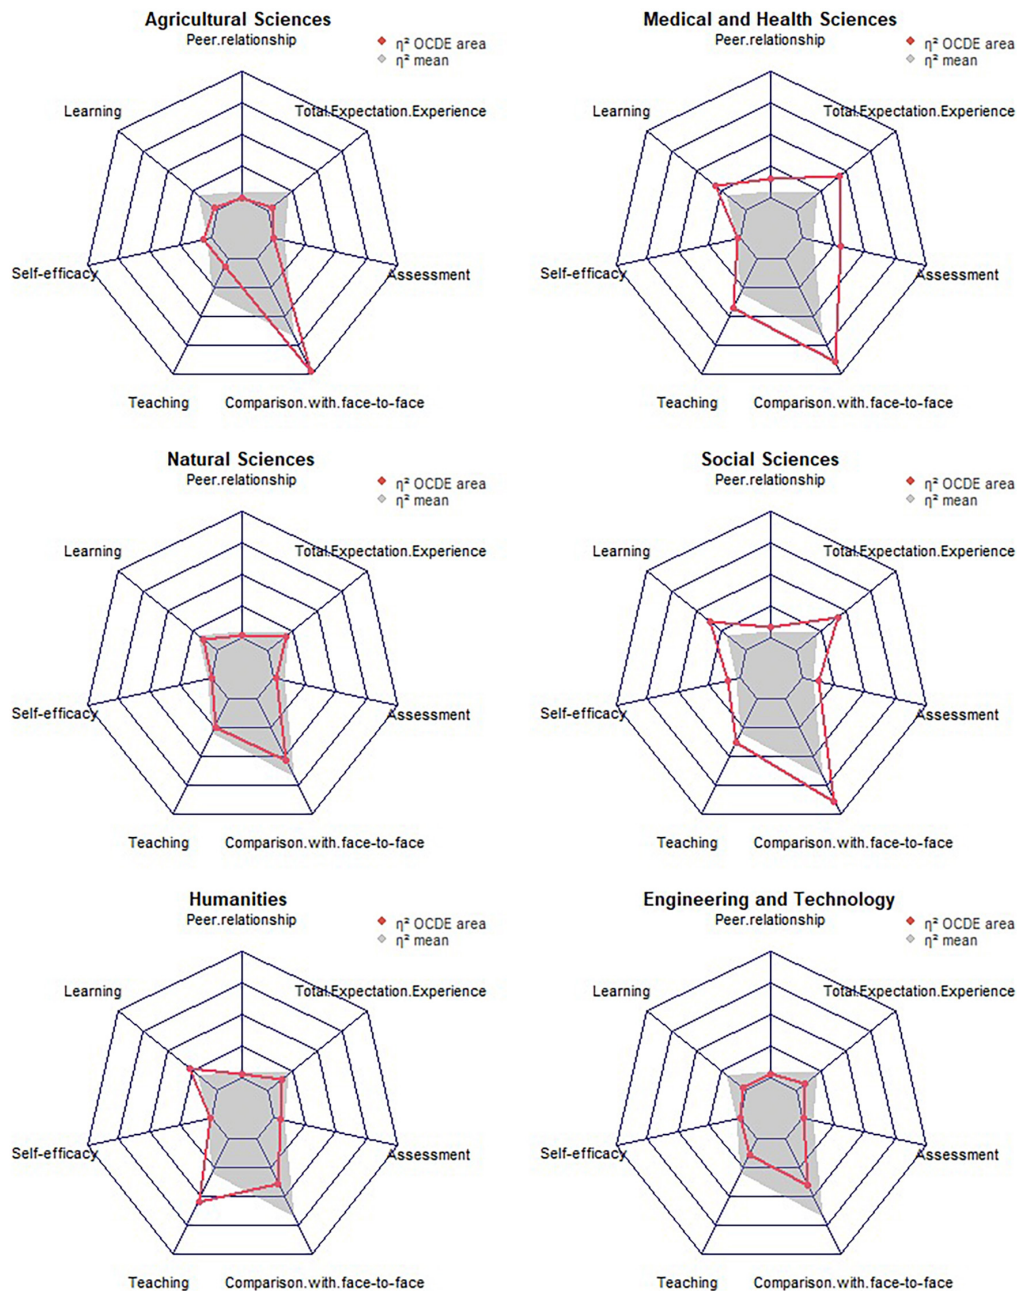 Agricultural Sciences
Peer.relationship
η² OCDE area
η² mean
Learning
Total.Expectation.Experience
Self-efficacy
Assessment
Teaching
Comparison.with.face-to-face
Medical and Health Sciences
Peer.relationship
η² OCDE area
η² mean
Learning
Total.Expectation.Experience
Self-efficacy
Assessment
Teaching
Comparison.with.face-to-face
Natural Sciences
Peer.relationship
η² OCDE area
η² mean
Learning
Total.Expectation.Experience
Self-efficacy
Assessment
Teaching
Comparison.with.face-to-face
Social Sciences
Peer.relationship
η² OCDE area
η² mean
Learning
Total.Expectation.Experience
Self-efficacy
Assessment
Teaching
Comparison.with.face-to-face
Humanities
Peer.relationship
η² OCDE area
η² mean
Learning
Total.Expectation.Experience
Self-efficacy
Assessment
Teaching
Comparison.with.face-to-face
Engineering and Technology
Peer.relationship
η² OCDE area
η² mean
Learning
Total.Expectation.Experience
Self-efficacy
Assessment
Teaching
Comparison.with.face-to-face